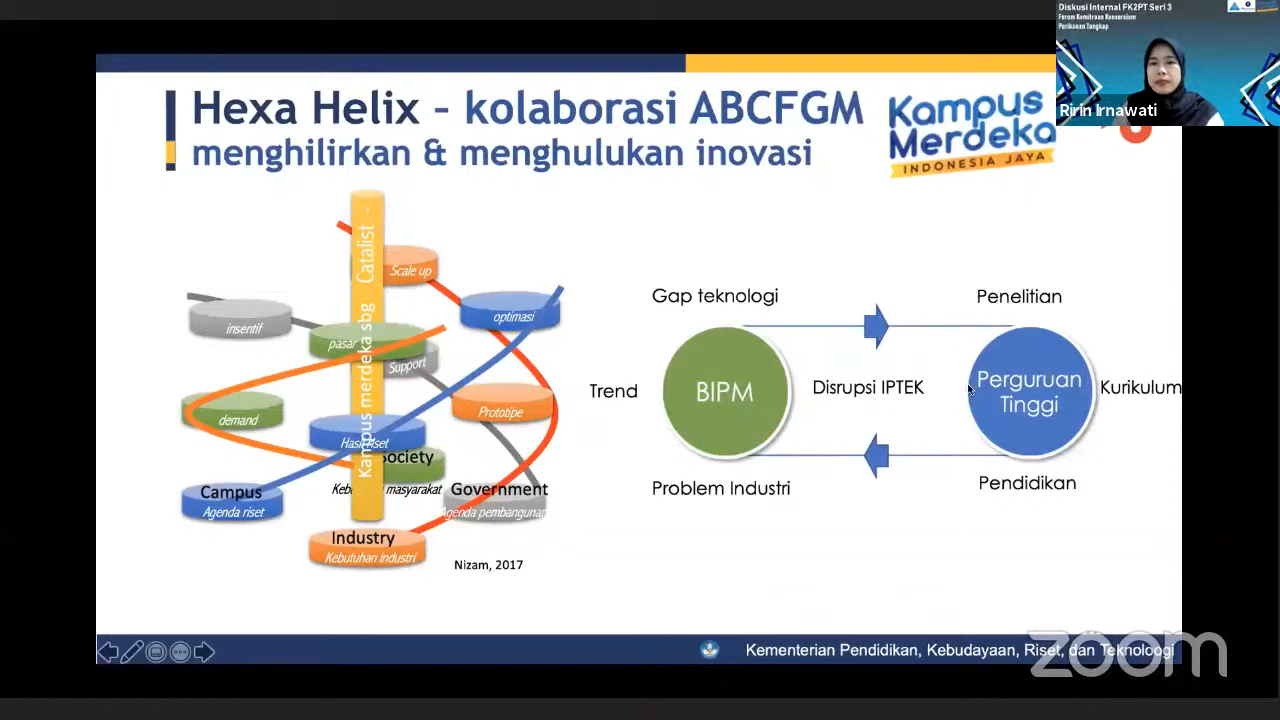 Diskusi Internal FK2PT Seri 3
Forum Kemitraan Konsorsium
Perikanan Tangkap
Ririn Irnawati
Hexa Helix – kolaborasi ABCFGM
menghilirkan & menghulukan inovasi
Kampus
Merdeka
INDONESIA JAYA
Kampus merdeka sbg Catalist -
Scale up
insentif
optimasi
pasar
Support
demand
Prototipe
Hasil riset
Society
masyarakat
Campus
Agenda riset
Government
Agenda pembangunan
Industry
Kebutuhan industri
Nizam, 2017
Gap teknologi
Penelitian
Trend
BIPM
Disrupsi IPTEK
Perguruan
Tinggi
Kurikulum
Problem Industri
Pendidikan
Kementerian Pendidikan, Kebudayaan, Riset, dan Teknoloogi
zoom